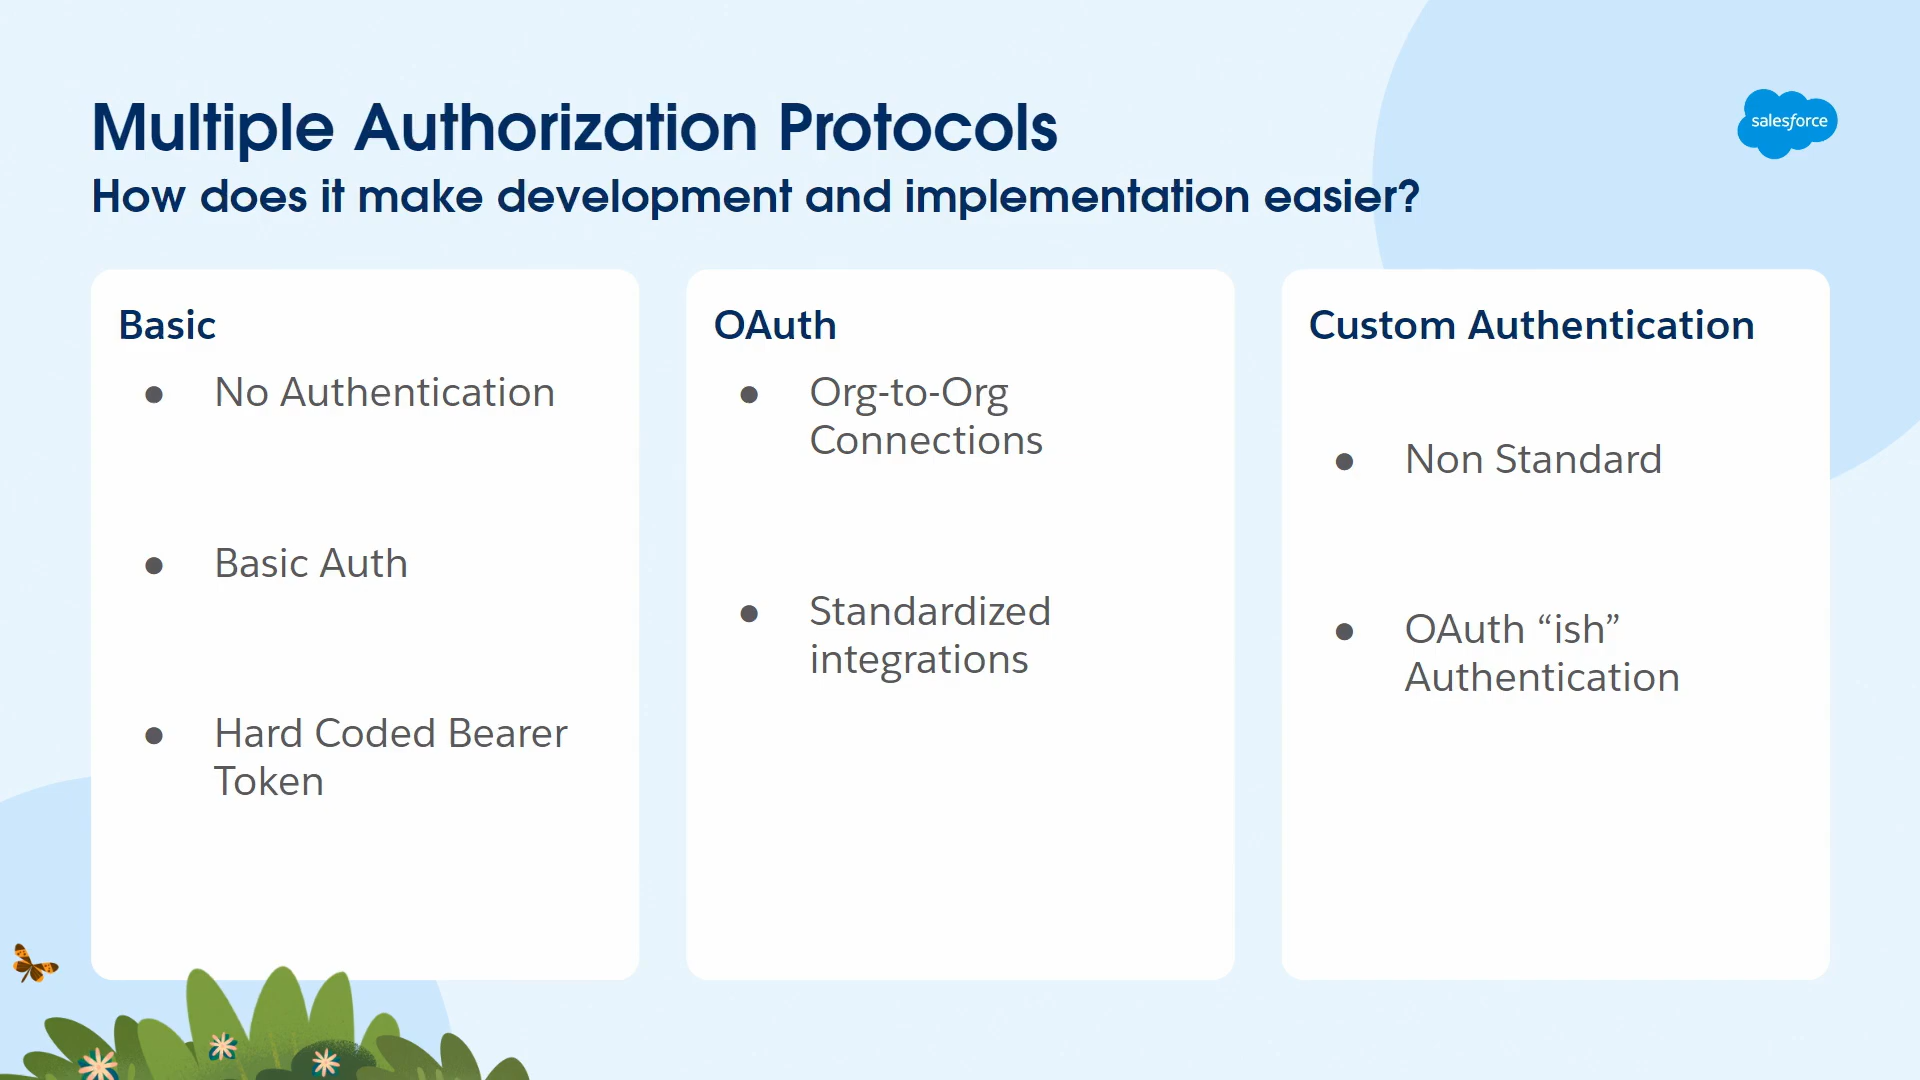 Multiple Authorization Protocols
How does it make development and implementation easier?
salesforce
Basic
● No Authentication
● Basic Auth
● Hard Coded Bearer
Token
OAuth
● Org-to-Org
Connections
● Standardized
integrations
Custom Authentication
● Non Standard
● OAuth “ish”
Authentication